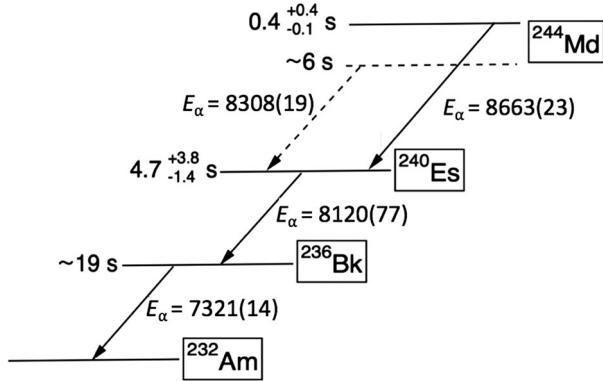 0.4 +0.4 -0.1 s
244Md
~6 s
Eα = 8308(19)
Eα = 8663(23)
4.7 +3.8 -1.4 s
240Es
Eα = 8120(77)
~19 s
236Bk
Eα = 7321(14)
232Am